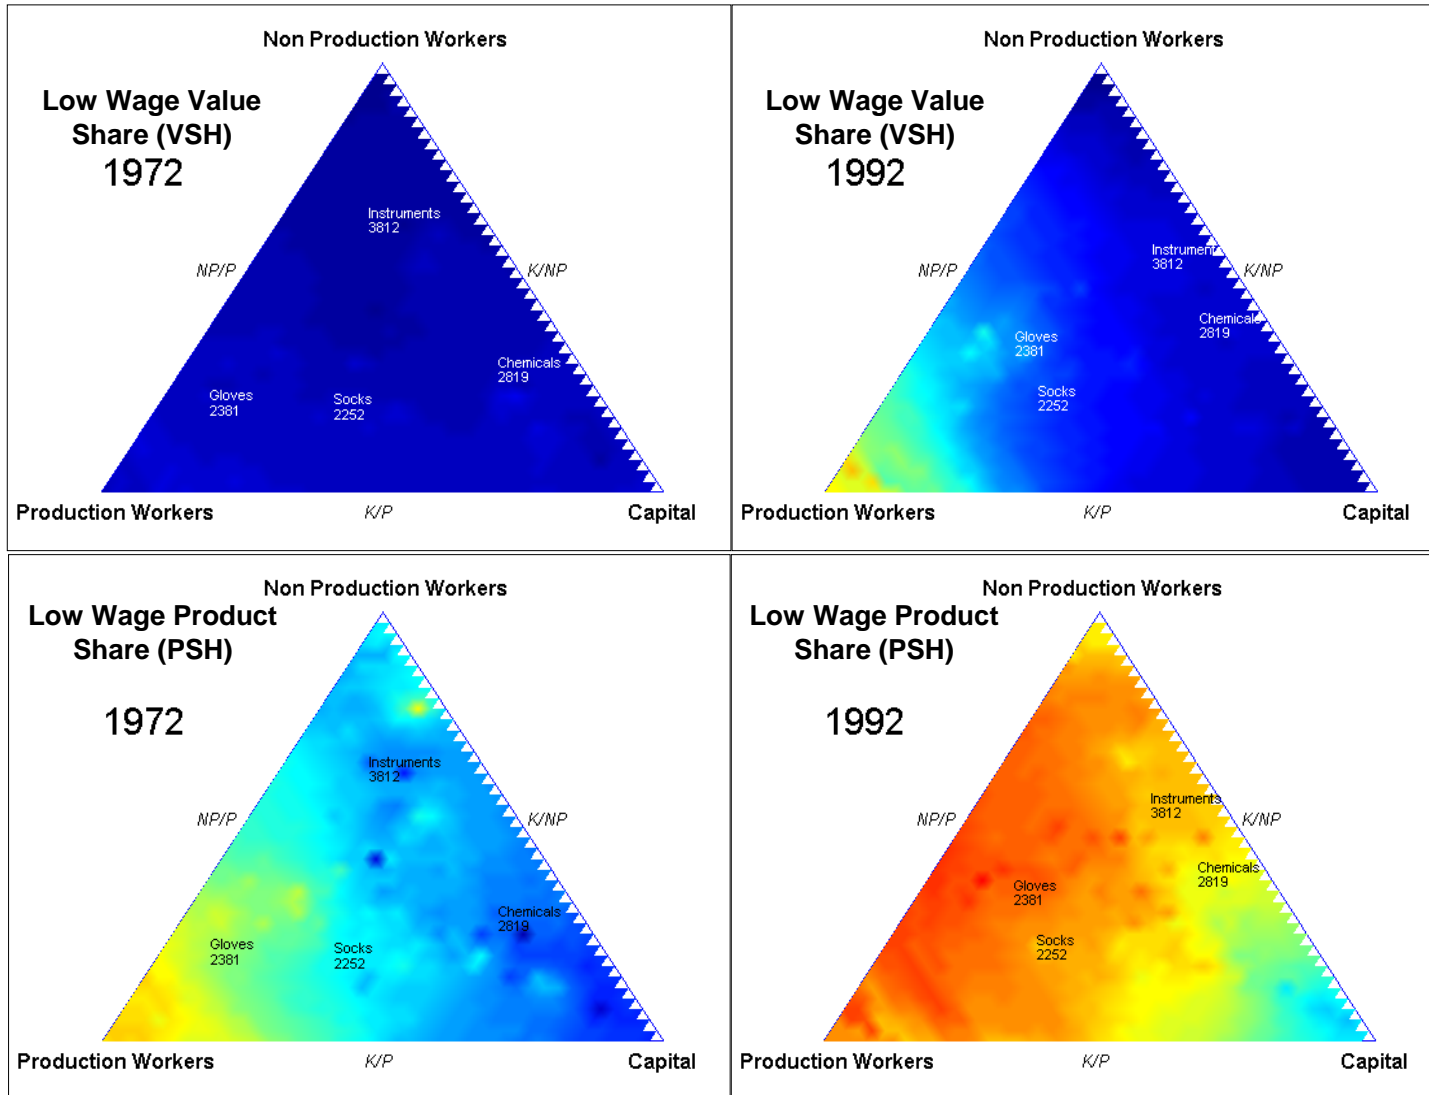 Non Production Workers
Low Wage Value
Share (VSH)
1972
Instruments
3812
NP/P
K/NP
Chemicals
2819
Gloves
2381
Socks
2252
Production Workers
K/P
Capital
Non Production Workers
Low Wage Value
Share (VSH)
1992
Instruments
3812
NP/P
K/NP
Chemicals
2819
Gloves
2381
Socks
2252
Production Workers
K/P
Capital
Non Production Workers
Low Wage Product
Share (PSH)
1972
Instruments
3812
NP/P
K/NP
Chemicals
2819
Gloves
2381
Socks
2252
Production Workers
K/P
Capital
Non Production Workers
Low Wage Product
Share (PSH)
1992
Instruments
3812
NP/P
K/NP
Chemicals
2819
Gloves
2381
Socks
2252
Production Workers
K/P
Capital